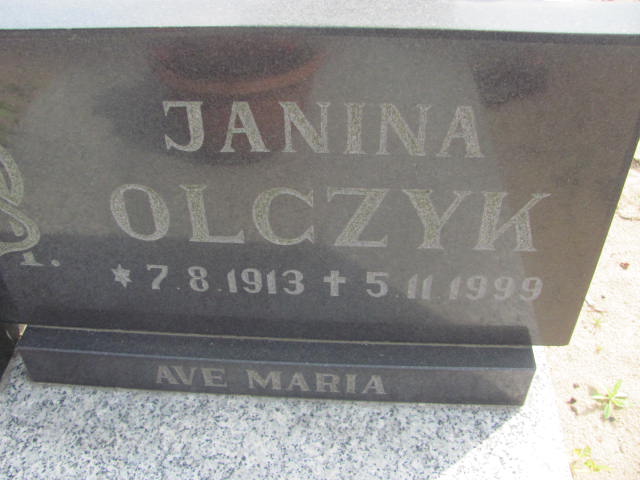 JANINA
OLCZYK
* 7.8.1913 ✝ 5.11.1999
AVE MARIA